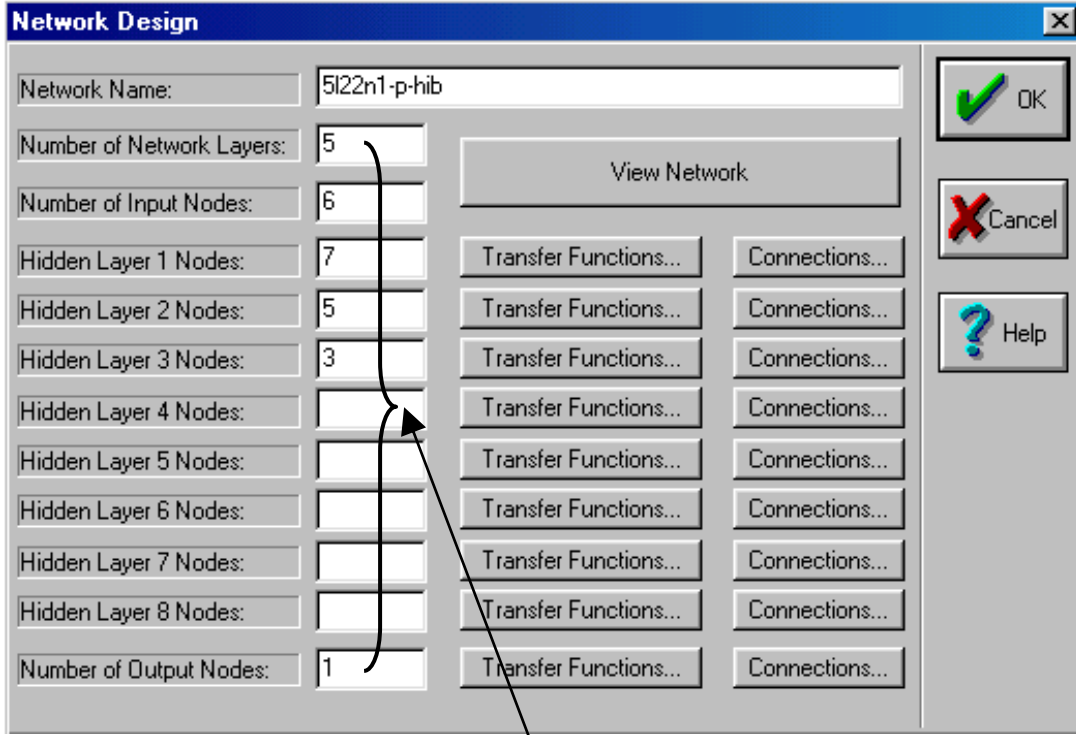 Network Design
Network Name: 5l22n1-p-hib
OK
Number of Network Layers: 5
View Network
Number of Input Nodes: 6
Cancel
Hidden Layer 1 Nodes: 7 Transfer Functions... Connections...
Hidden Layer 2 Nodes: 5 Transfer Functions... Connections...
Help
Hidden Layer 3 Nodes: 3 Transfer Functions... Connections...
Hidden Layer 4 Nodes: Transfer Functions... Connections...
Hidden Layer 5 Nodes: Transfer Functions... Connections...
Hidden Layer 6 Nodes: Transfer Functions... Connections...
Hidden Layer 7 Nodes: Transfer Functions... Connections...
Hidden Layer 8 Nodes: Transfer Functions... Connections...
Number of Output Nodes: 1 Transfer Functions... Connections...